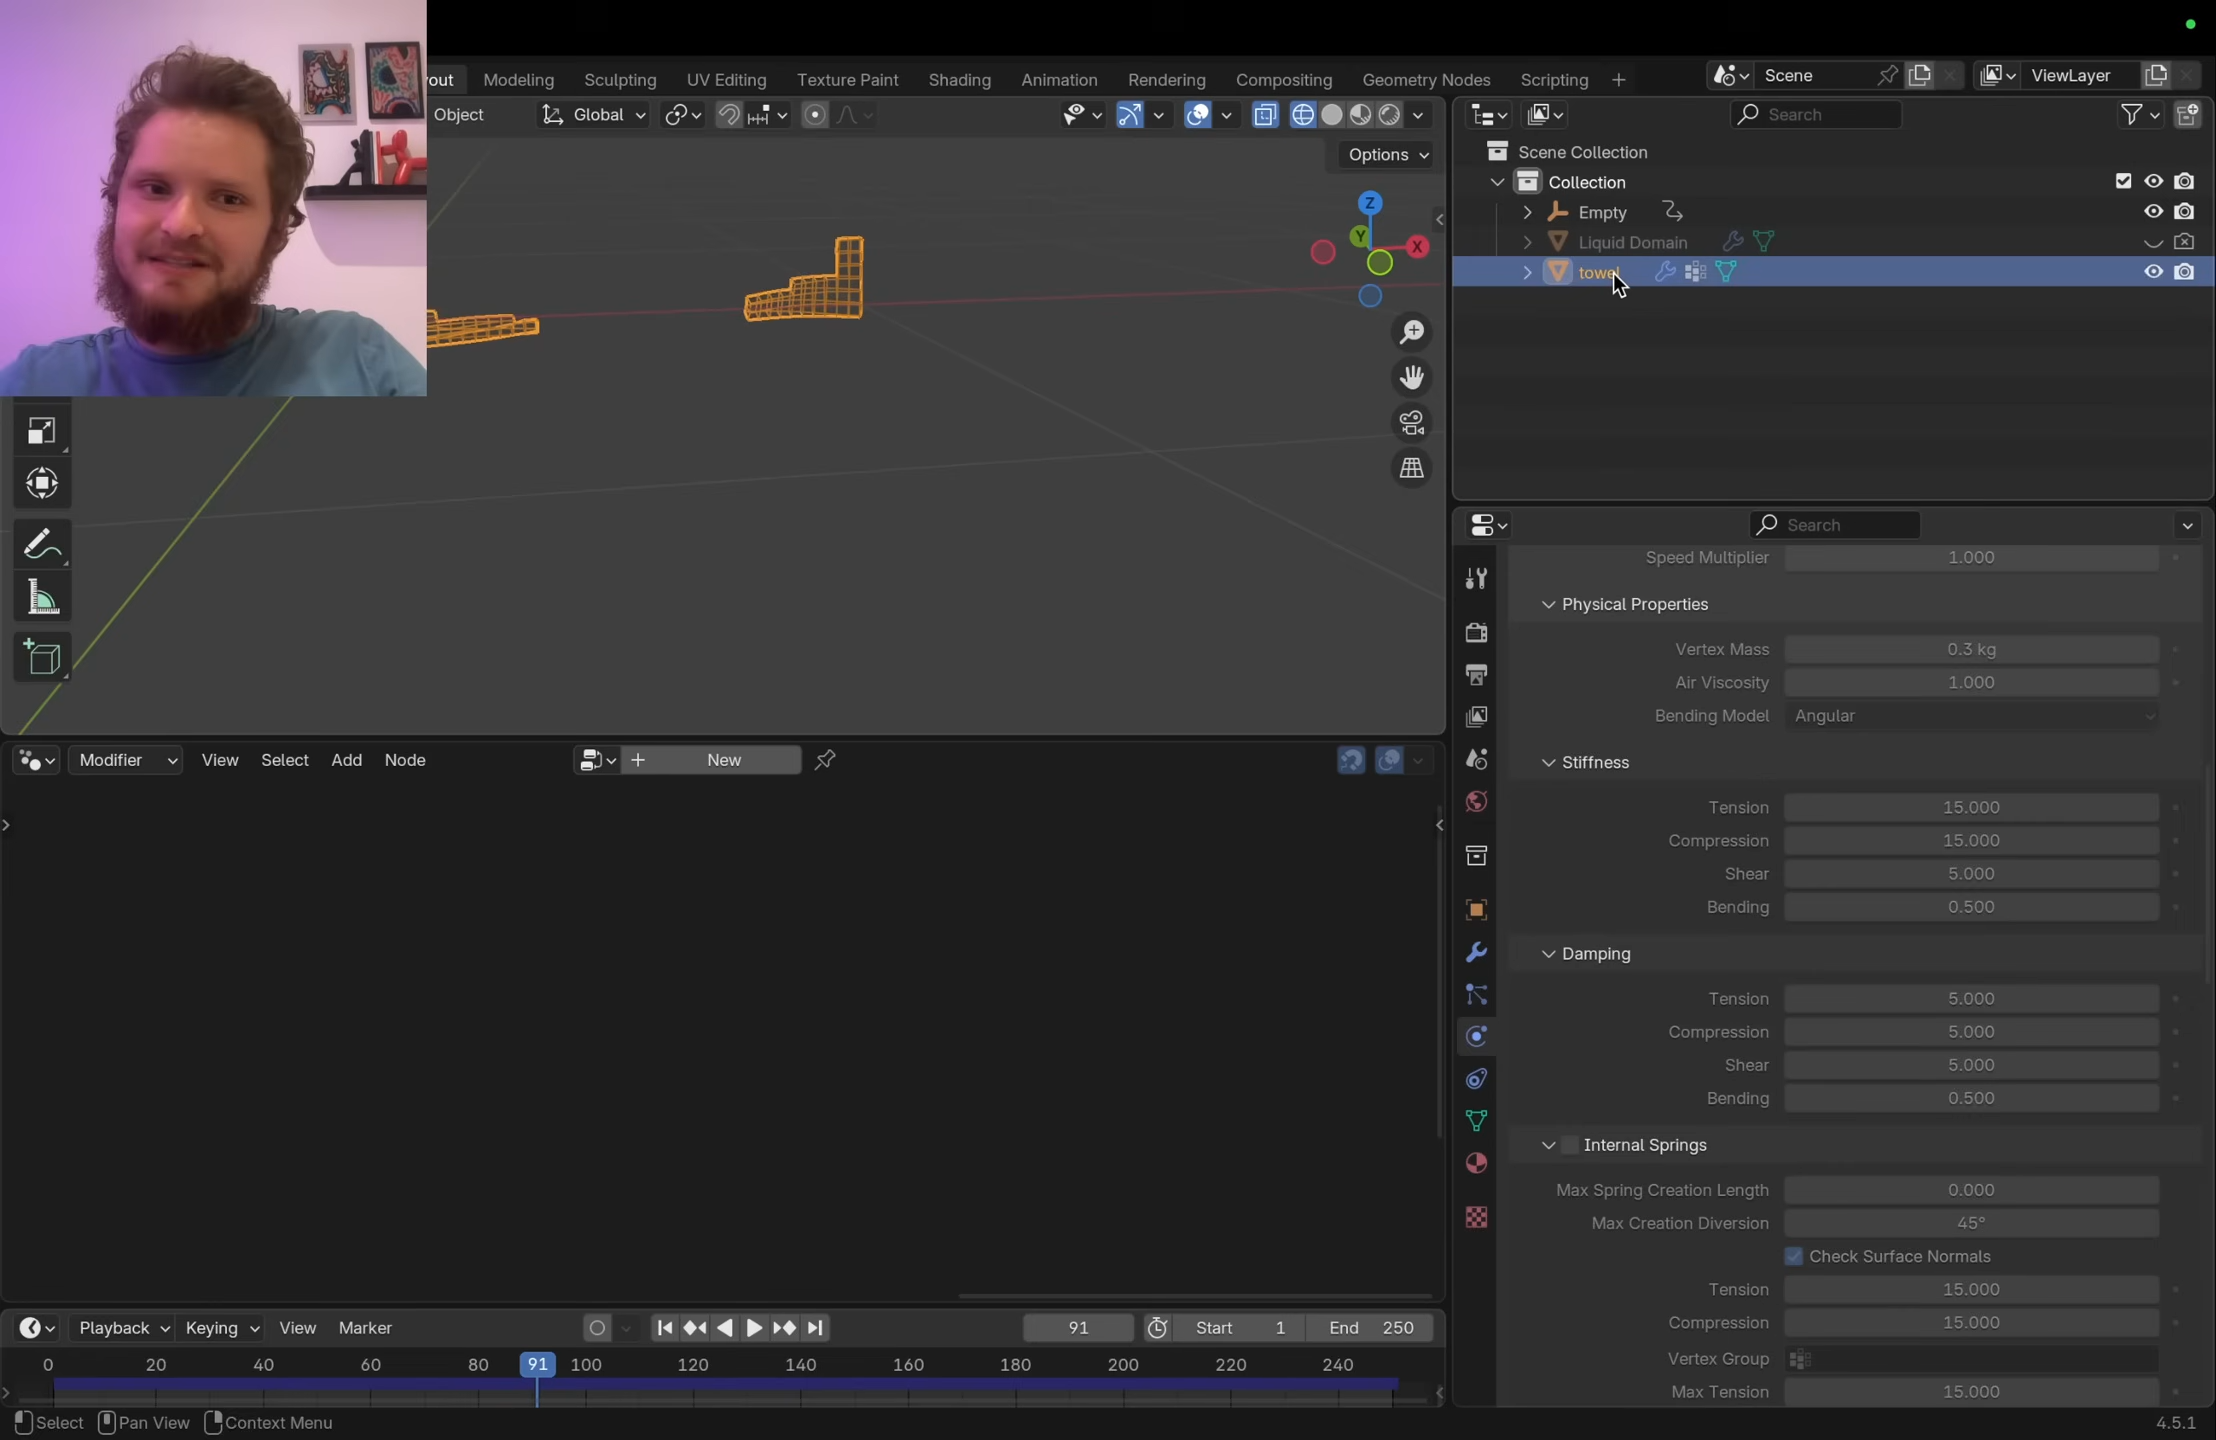 out Modeling Sculpting UV Editing Texture Paint Shading Animation Rendering Compositing Geometry Nodes Scripting +
Scene
ViewLayer
Object
Global
Options
Z
Y
X
Search
Scene Collection
Collection
Empty
Liquid Domain
towel
Search
Speed Multiplier 1.000
Physical Properties
Vertex Mass 0.3 kg
Air Viscosity 1.000
Bending Model Angular
Stiffness
Tension 15.000
Compression 15.000
Shear 5.000
Bending 0.500
Damping
Tension 5.000
Compression 5.000
Shear 5.000
Bending 0.500
Internal Springs
Max Spring Creation Length 0.000
Max Creation Diversion 45°
Check Surface Normals
Tension 15.000
Compression 15.000
Vertex Group
Max Tension 15.000
Modifier View Select Add Node
+ New
Playback Keying View Marker
91
Start 1
End 250
0 20 40 60 80 91 100 120 140 160 180 200 220 240
Select Pan View Context Menu
4.5.1